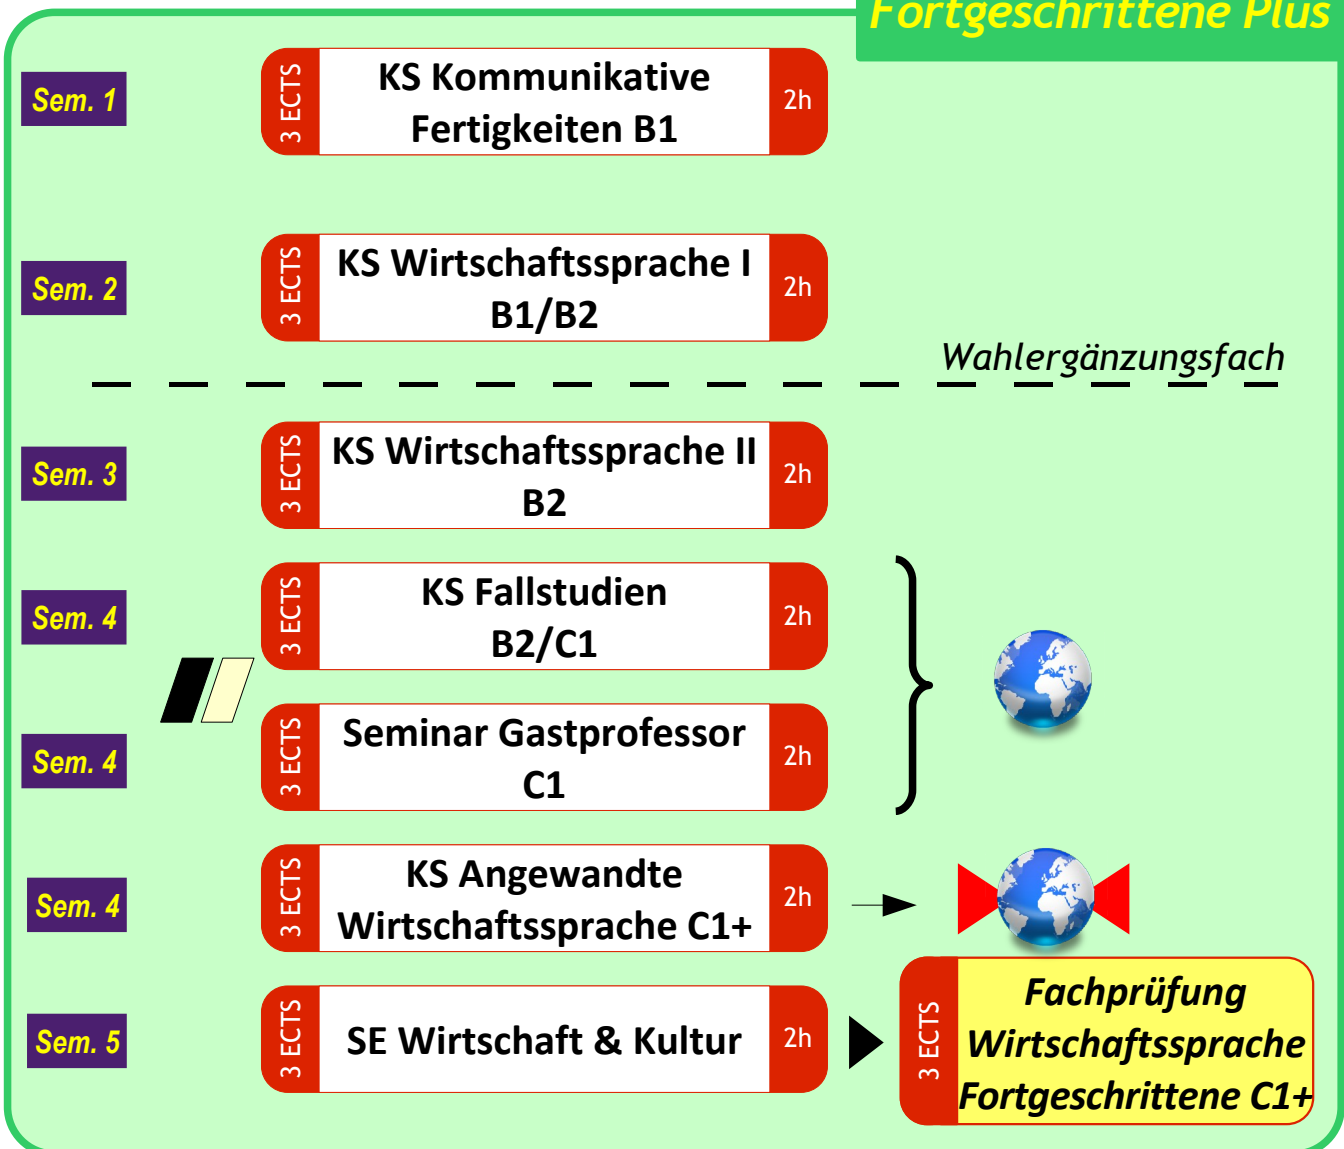 Fortgeschrittene Plus
Sem. 1
3 ECTS
KS Kommunikative
Fertigkeiten B1
2h
Sem. 2
3 ECTS
KS Wirtschaftssprache I
B1/B2
2h
Wahlergänzungsfach
Sem. 3
3 ECTS
KS Wirtschaftssprache II
B2
2h
Sem. 4
3 ECTS
KS Fallstudien
B2/C1
2h
Sem. 4
3 ECTS
Seminar Gastprofessor
C1
2h
Sem. 4
3 ECTS
KS Angewandte
Wirtschaftssprache C1+
2h
Sem. 5
3 ECTS
SE Wirtschaft & Kultur
2h
3 ECTS
Fachprüfung
Wirtschaftssprache
Fortgeschrittene C1+